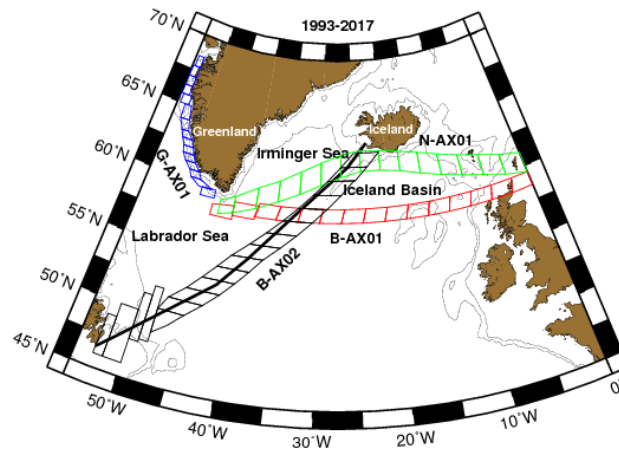 1993-2017
70˚N
65˚N
60˚N
55˚N
50˚N
45˚N
Greenland
Iceland
N-AX01
Irminger Sea
G-AX01
Iceland Basin
Labrador Sea
B-AX01
B-AX02
50˚W
40˚W
30˚W
20˚W
10˚W